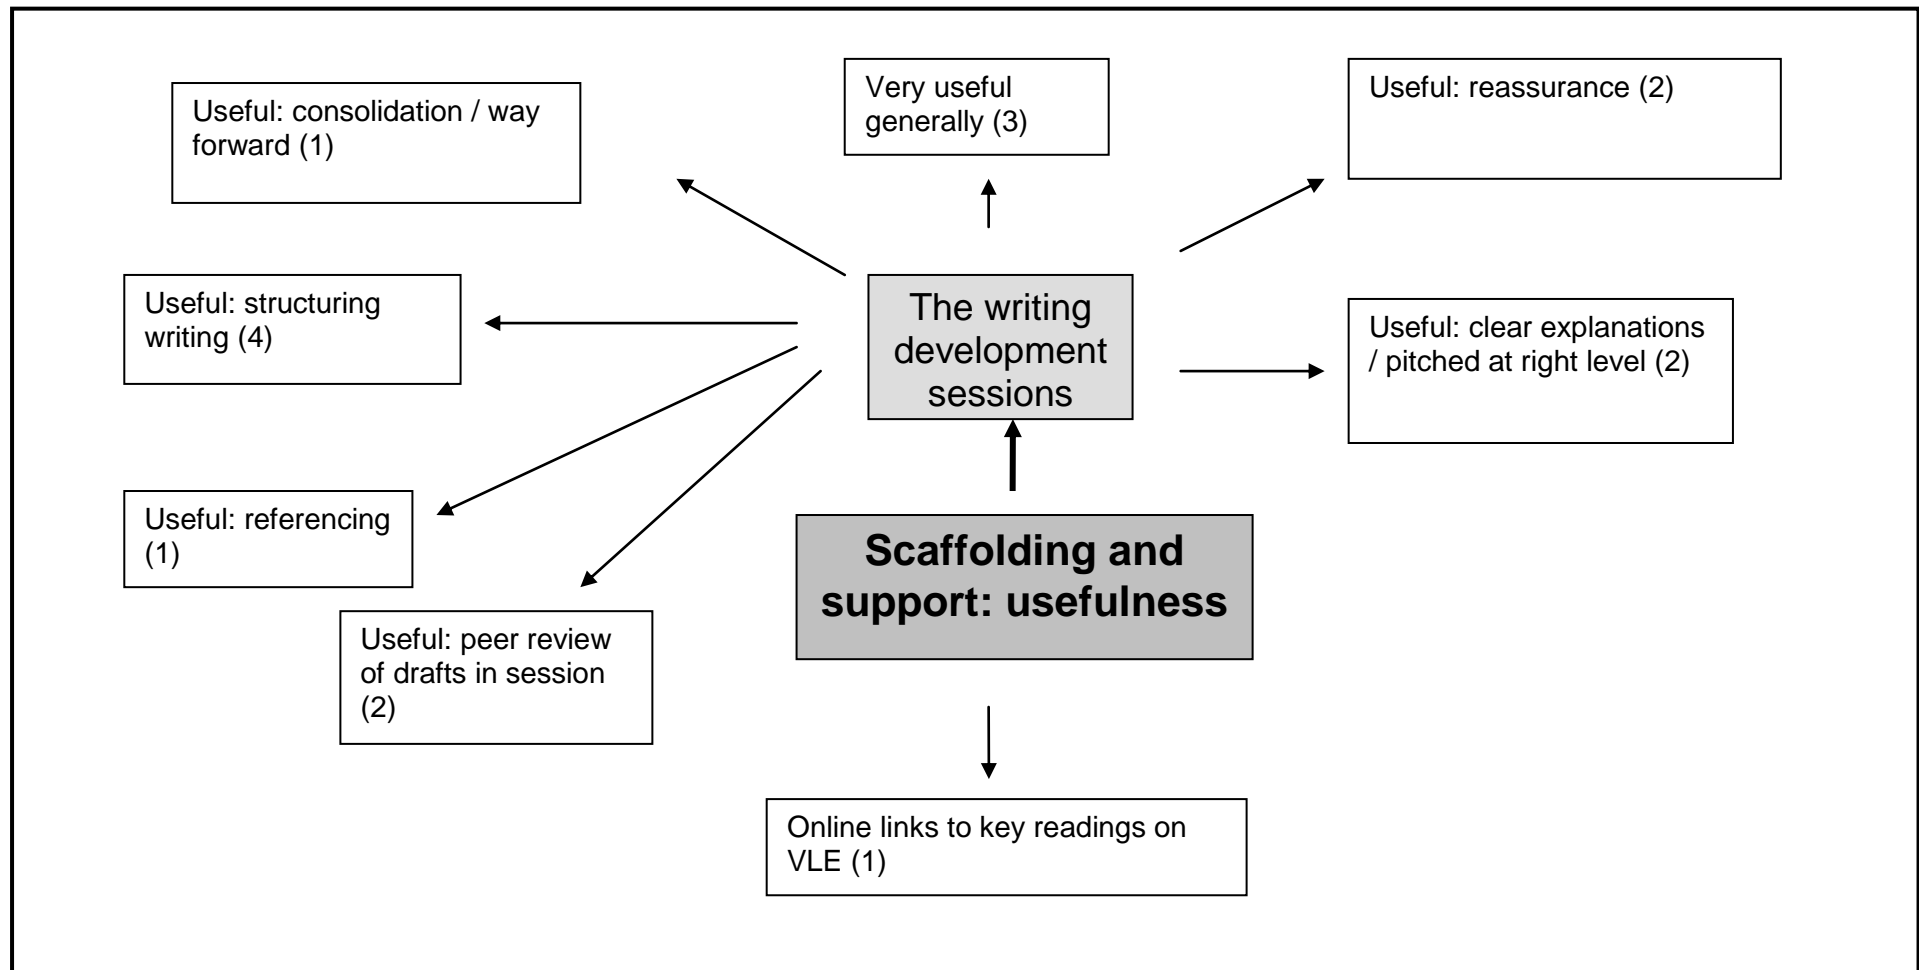 Useful: consolidation / way
forward (1)
Very useful
generally (3)
Useful: reassurance (2)
Useful: structuring
writing (4)
The writing
development
sessions
Useful: clear explanations
/ pitched at right level (2)
Useful: referencing
(1)
Scaffolding and
support: usefulness
Useful: peer review
of drafts in session
(2)
Online links to key readings on
VLE (1)